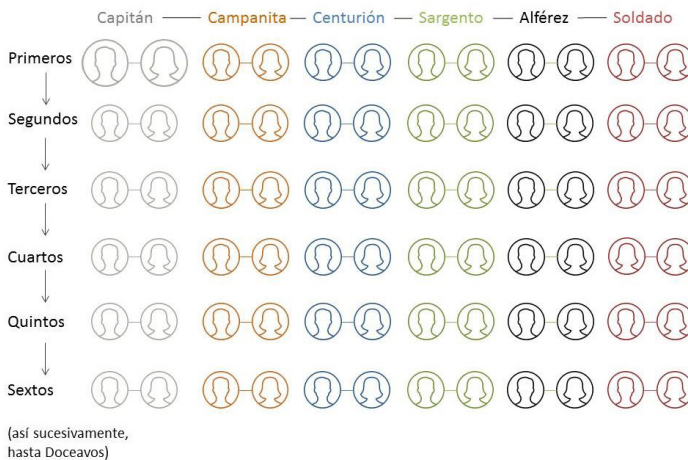 Capitán Campanita Centurión Sargento Alférez Soldado
Primeros
Segundos
Terceros
Cuartos
Quintos
Sextos
(así sucesivamente,
hasta Doceavos)